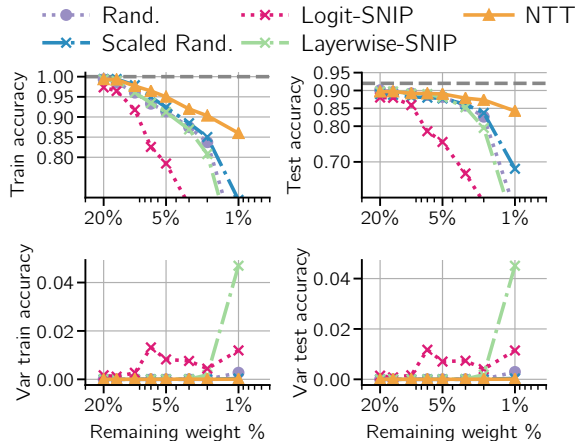 Rand.
Logit-SNIP
NTT
Scaled Rand.
Layerwise-SNIP
Train accuracy
1.00
0.95
0.90
0.85
0.80
20%
5%
1%
Test accuracy
0.95
0.90
0.85
0.80
0.70
20%
5%
1%
Var train accuracy
0.04
0.02
0.00
20%
5%
1%
Remaining weight %
Var test accuracy
0.04
0.02
0.00
20%
5%
1%
Remaining weight %